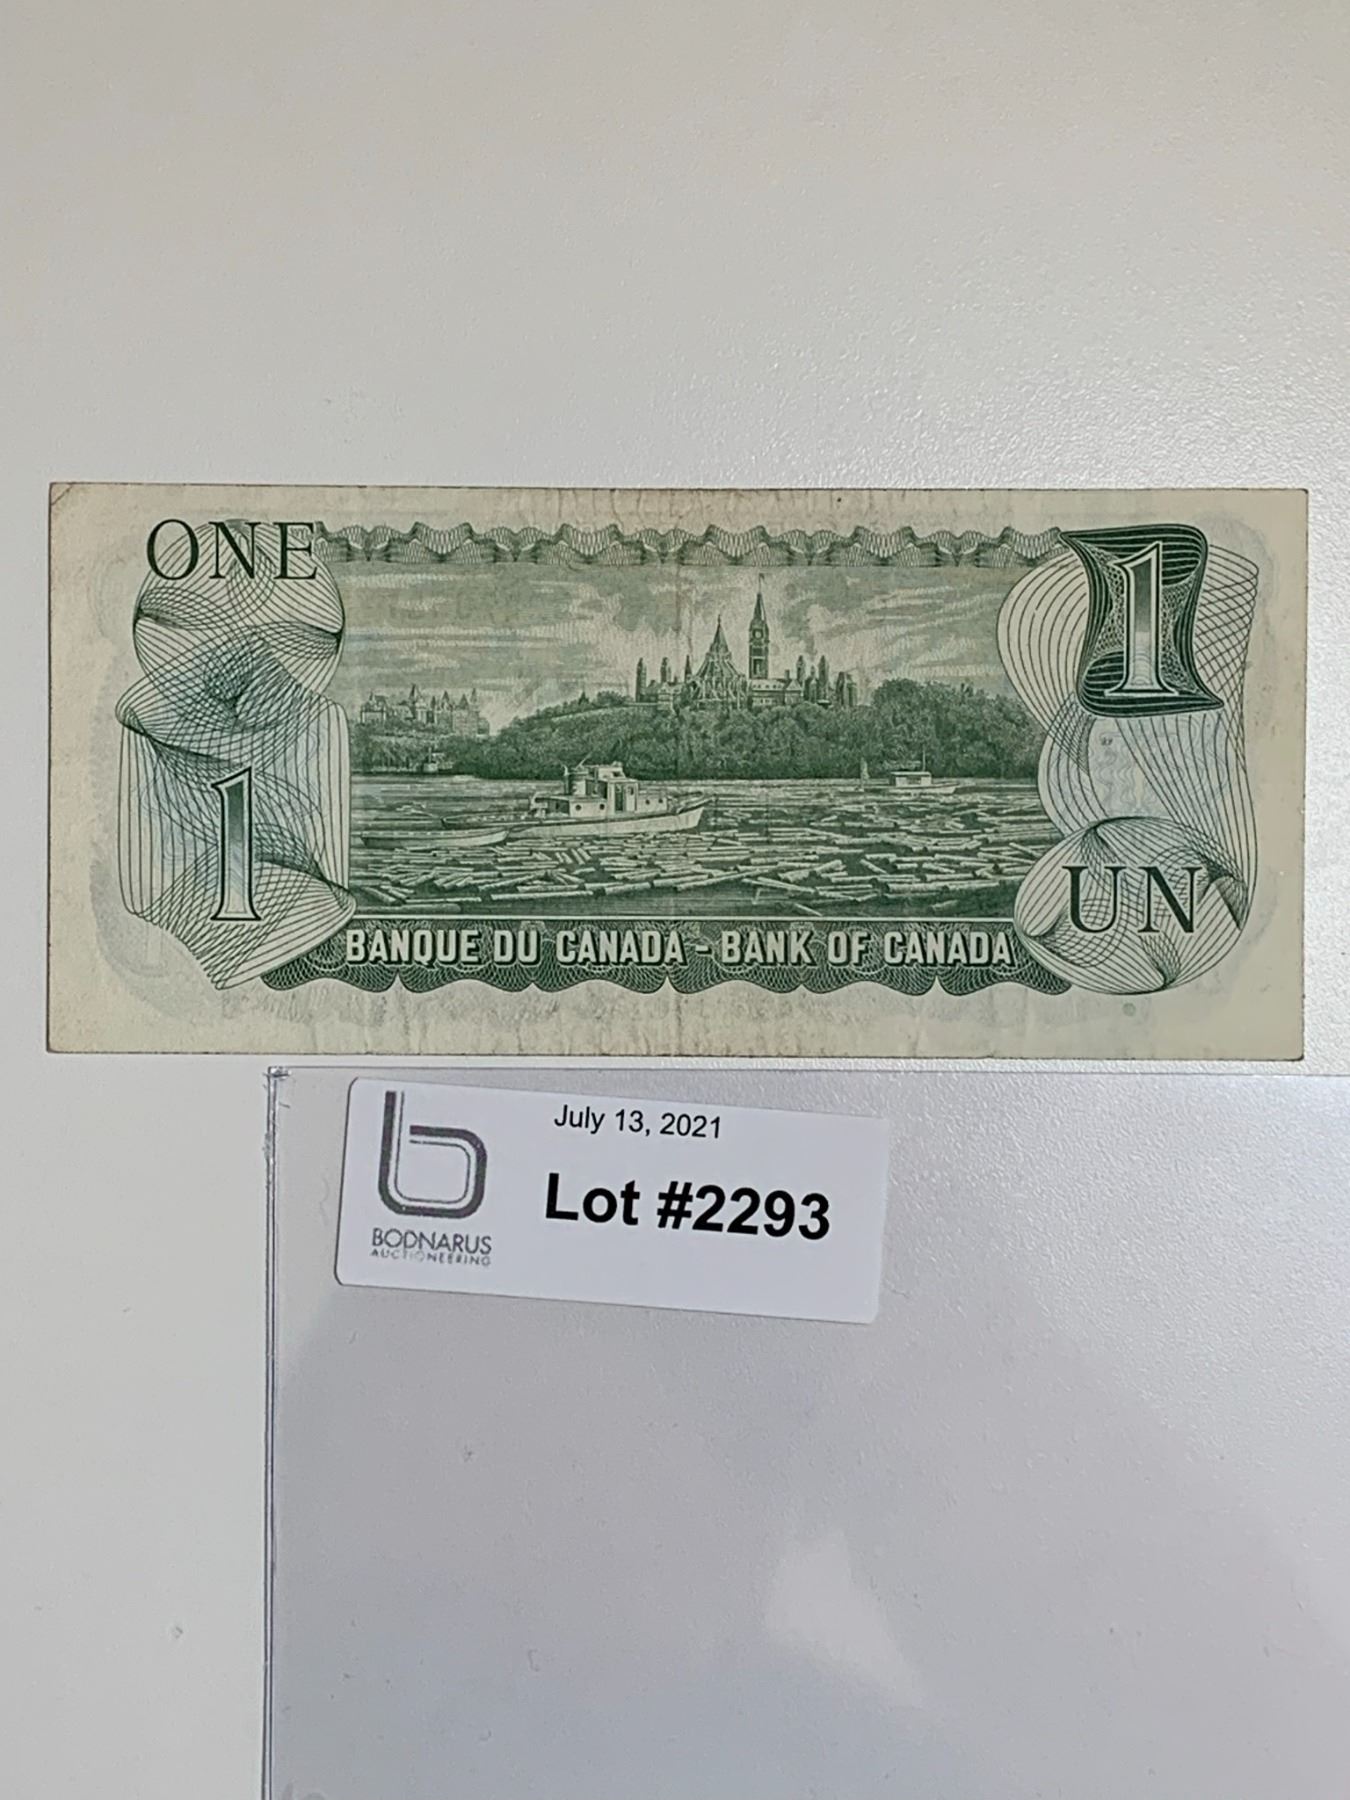 ONE
1
1
UN
BANQUE DU CANADA - BANK OF CANADA
July 13, 2021
Lot #2293
BODNARUS
AUCTIONEERING